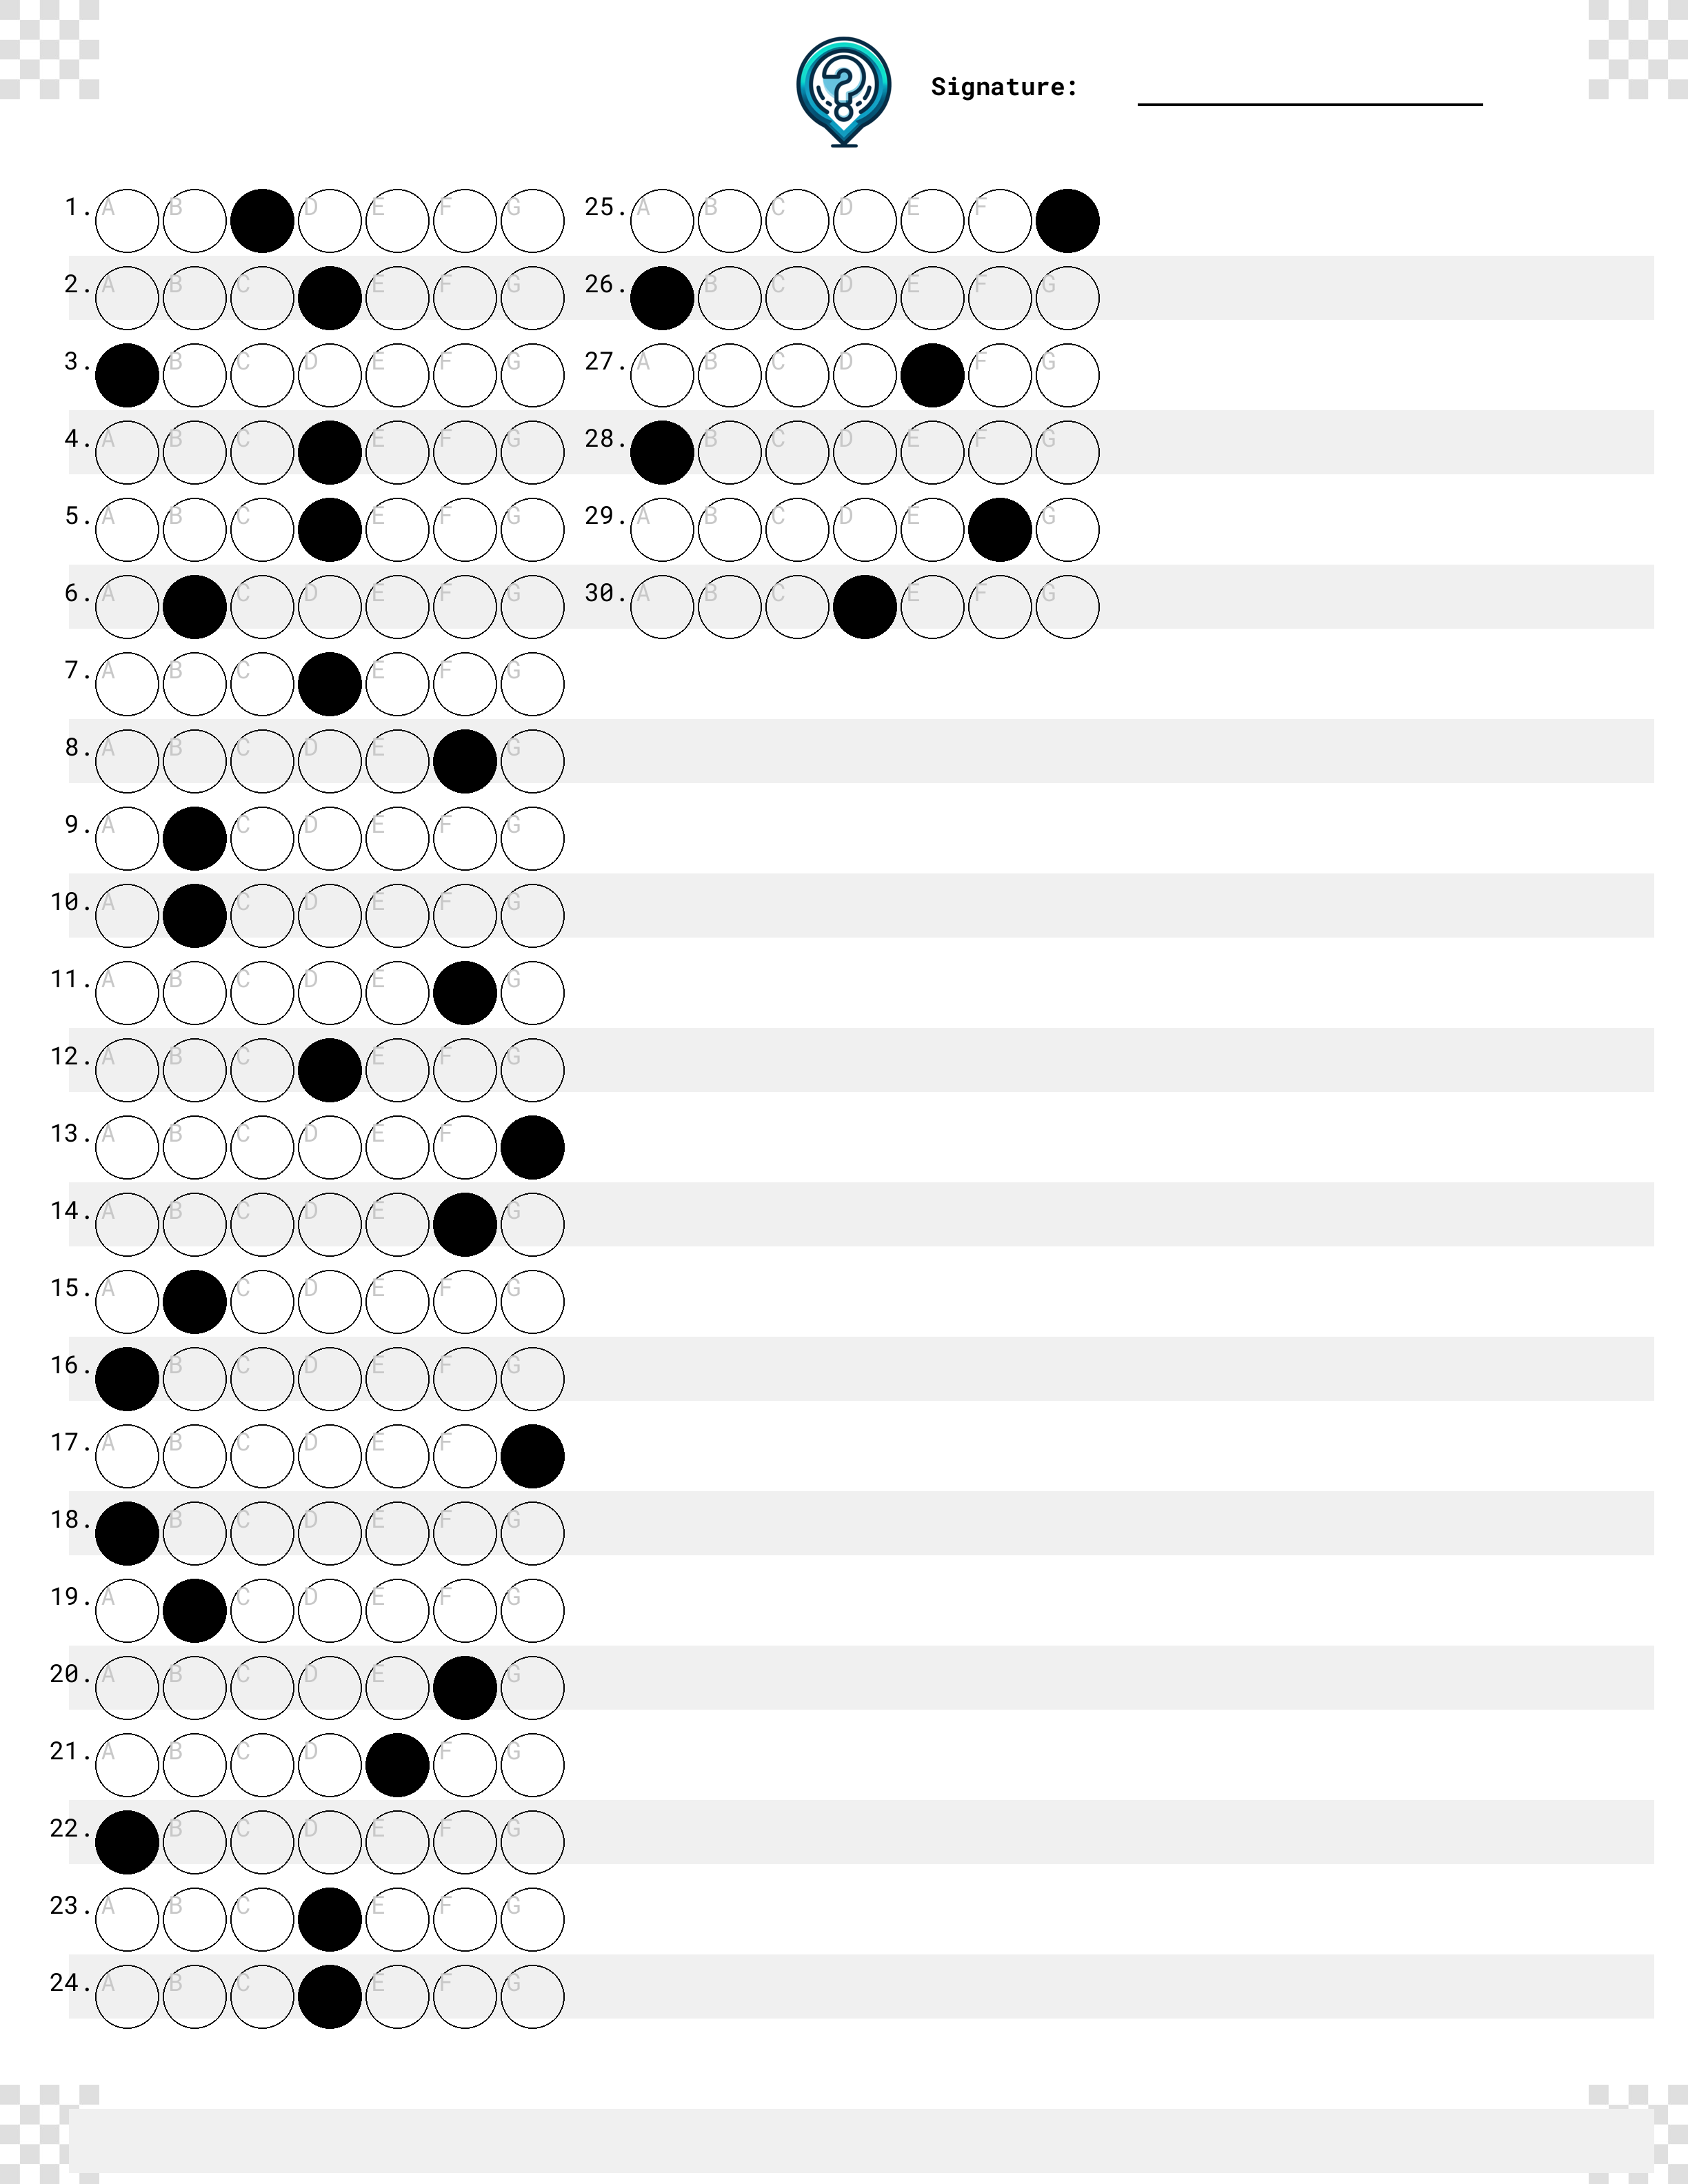 Signature:
1. A B D E F G
2. A B C E F G
3. B C D E F G
4. A B C E F G
5. A B C E F G
6. A C D E F G
7. A B C E F G
8. A B C D E G
9. A C D E F G
10. A C D E F G
11. A B C D E G
12. A B C E F G
13. A B C D E F
14. A B C D E G
15. A C D E F G
16. B C D E F G
17. A B C D E F
18. B C D E F G
19. A C D E F G
20. A B C D E G
21. A B C D F G
22. B C D E F G
23. A B C E F G
24. A B C E F G
25. A B C D E F
26. B C D E F G
27. A B C D F G
28. B C D E F G
29. A B C D E G
30. A B C E F G